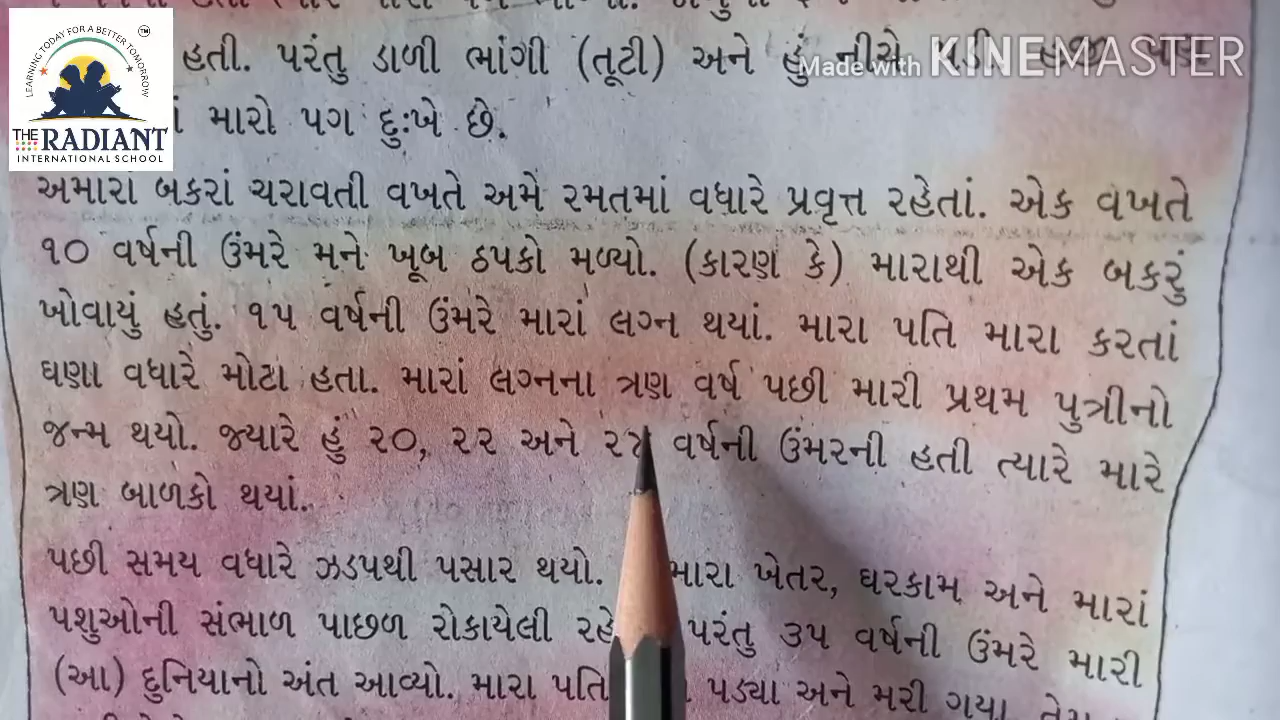 LEARNING TODAY FOR A BETTER TOMORROW
TM
THE RADIANT
INTERNATIONAL SCHOOL
Made with KINEMASTER
હતી. પરંતુ ડાળી ભાંગી (તૂટી) અને હું નીચે
મારો પગ દુઃખે છે.
અમારાં બકરાં ચરાવતી વખતે અમે રમતમાં વધારે પ્રવૃત્ત રહેતાં. એક વખતે
૧૦ વર્ષની ઉંમરે મને ખૂબ ઠપકો મળ્યો. (કારણ કે) મારાથી એક બકરું
ખોવાયું હતું. ૧૫ વર્ષની ઉંમરે મારાં લગ્ન થયાં. મારા પતિ મારા કરતાં
ઘણા વધારે મોટા હતા. મારાં લગ્નના ત્રણ વર્ષ પછી મારી પ્રથમ પુત્રીનો
જન્મ થયો. જ્યારે હું ૨૦, ૨૨ અને ૨૪ વર્ષની ઉંમરની હતી ત્યારે મારે
ત્રણ બાળકો થયાં.
પછી સમય વધારે ઝડપથી પસાર થયો. મારા ખેતર, ઘરકામ અને મારાં
પશુઓની સંભાળ પાછળ રોકાયેલી પરંતુ ૩૫ વર્ષની ઉંમરે મારી
(આ) દુનિયાનો અંત આવ્યો. મારા પતિ પડ્યા અને મરી ગયા.